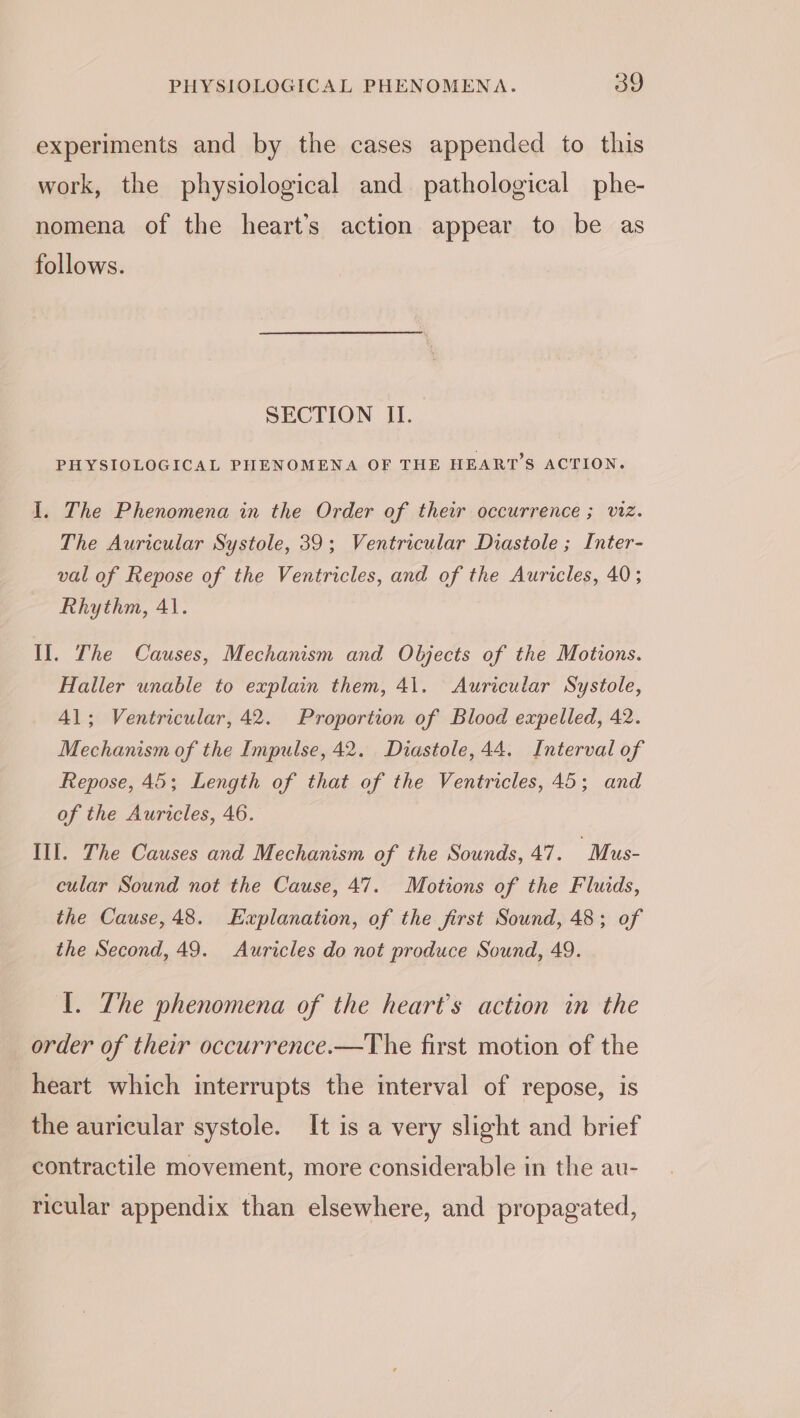 PHYSIOLOGICAL PHENOMENA. 39
experiments and by the cases appended to this
work, the physiological and pathological phe-
nomena of the heart's action appear to be as
follows.
SECTION II.
PHYSIOLOGICAL PHENOMENA OF THE HEART'S ACTION.
I. The Phenomena in the Order of their occurrence; viz.
The Auricular Systole, 39; Ventricular Diastole; Inter-
val of Repose of the Ventricles, and of the Auricles, 40;
Rhythm, 41.
II. The Causes, Mechanism and Objects of the Motions.
Haller unable to explain them, 41. Auricular Systole,
41; Ventricular, 42. Proportion of Blood expelled, 42.
Mechanism of the Impulse, 42. Diastole, 44. Interval of
Repose, 45; Length of that of the Ventricles, 45; and
of the Auricles, 46.
III. The Causes and Mechanism of the Sounds, 47. Mus-
cular Sound not the Cause, 47. Motions of the Fluids,
the Cause, 48. Explanation, of the first Sound, 48; of
the Second, 49. Auricles do not produce Sound, 49.
I. The phenomena of the heart's action in the
order of their occurrence.—The first motion of the
heart which interrupts the interval of repose, is
the auricular systole. It is a very slight and brief
contractile movement, more considerable in the au-
ricular appendix than elsewhere, and propagated,